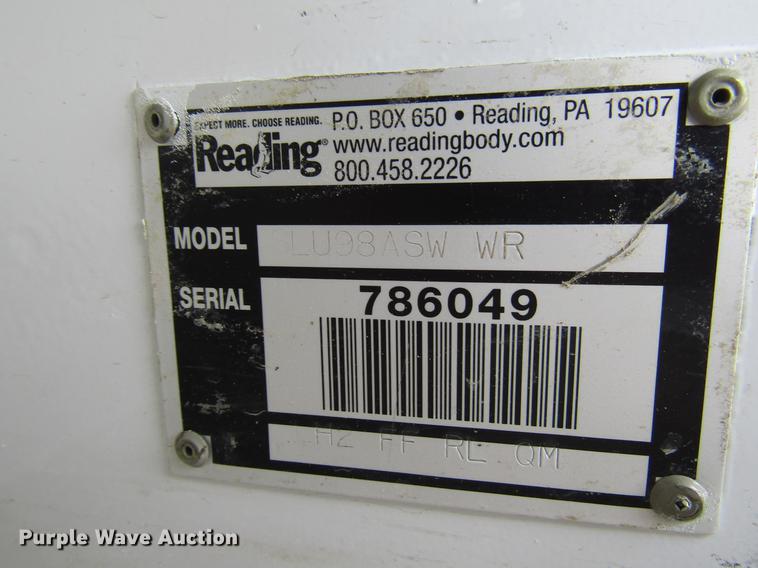 EXPECT MORE. CHOOSE READING.
Reading®
P.O. BOX 650 • Reading, PA 19607
www.readingbody.com
800.458.2226
MODEL LU98ASW WR
SERIAL 786049
H2 FF RL QM
Purple Wave Auction